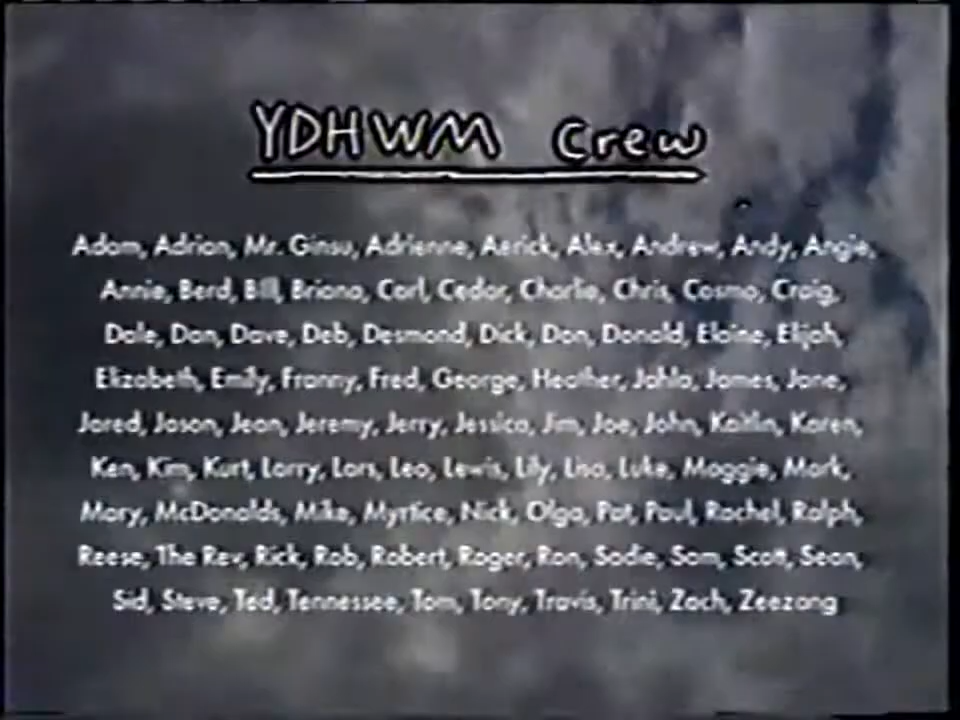 YDHWM Crew
Adam, Adrian, Mr. Ginsu, Adrienne, Aerick, Alex, Andrew, Andy, Angie,
Annie, Berd, Bill, Briana, Carl, Cedar, Charlie, Chris, Cosmo, Craig,
Dale, Dan, Dave, Deb, Desmond, Dick, Don, Donald, Elaine, Elijah,
Elizabeth, Emily, Franny, Fred, George, Heather, Jahla, James, Jane,
Jared, Jason, Jean, Jeremy, Jerry, Jessica, Jim, Joe, John, Kaitlin, Karen,
Ken, Kim, Kurt, Larry, Lars, Leo, Lewis, Lily, Lisa, Luke, Maggie, Mark,
Mary, McDonalds, Mike, Myrtice, Nick, Olga, Pat, Paul, Rachel, Ralph,
Reese, The Rev, Rick, Rob, Robert, Roger, Ron, Sadie, Sam, Scott, Sean,
Sid, Steve, Ted, Tennessee, Tom, Tony, Travis, Trini, Zach, Zeezang